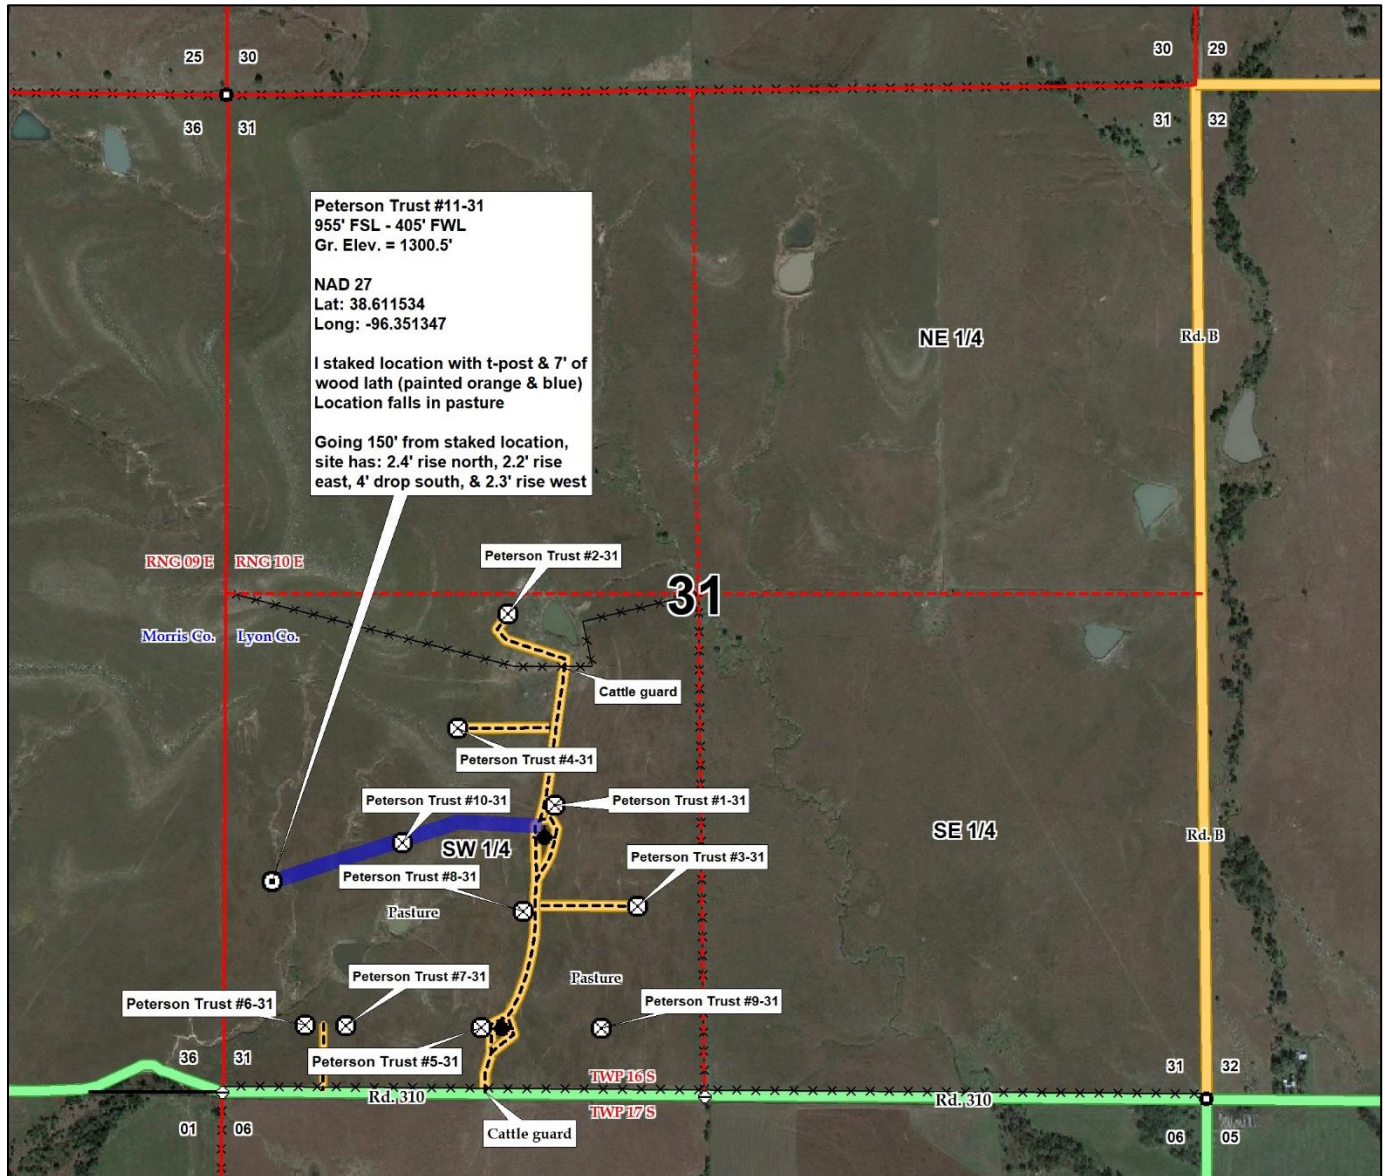 25 30
30 29
36 31
31 32
Peterson Trust #11-31
955' FSL - 405' FWL
Gr. Elev. = 1300.5'
NAD 27
Lat: 38.611534
Long: -96.351347
I staked location with t-post & 7' of
wood lath (painted orange & blue)
Location falls in pasture
Going 150' from staked location,
site has: 2.4' rise north, 2.2' rise
east, 4' drop south, & 2.3' rise west
NE 1/4
Rd. B
RNG 09 E RNG 10 E
Peterson Trust #2-31
31
Morris Co. Lyon Co.
Cattle guard
Peterson Trust #4-31
Peterson Trust #10-31
Peterson Trust #1-31
SW 1/4
SE 1/4
Rd. B
Peterson Trust #3-31
Peterson Trust #8-31
Pasture
Peterson Trust #7-31
Pasture
Peterson Trust #6-31
Peterson Trust #9-31
Peterson Trust #5-31
36 31
31 32
TWP 16 S
Rd. 310
Rd. 310
TWP 17 S
01 06
Cattle guard
06 05